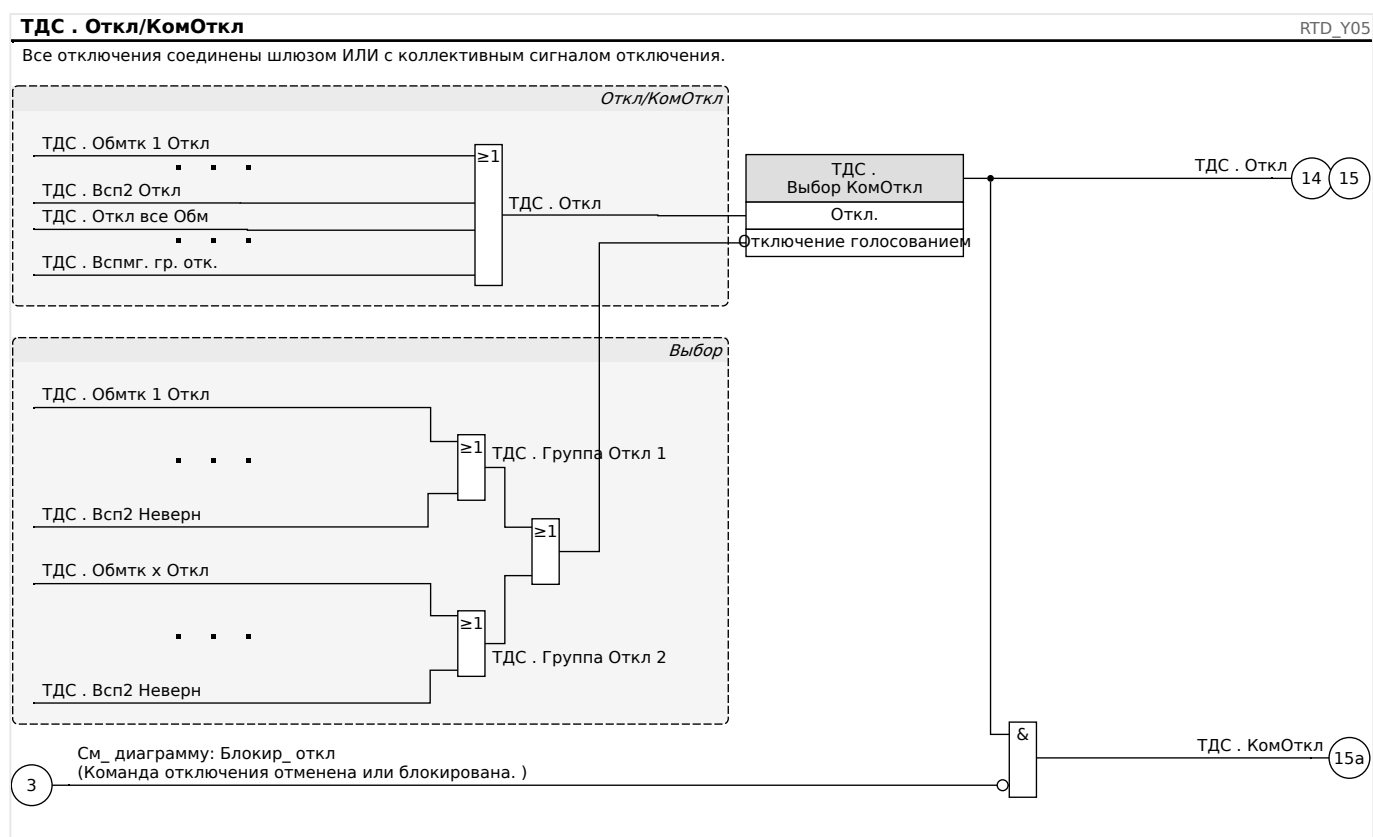 ТДС . Откл/КомОткл
RTD_Y05
Все отключения соединены шлюзом ИЛИ с коллективным сигналом отключения.
Откл/КомОткл
ТДС . Обмтк 1 Откл
≥1
ТДС . Всп2 Откл
ТДС . Откл все Обм
ТДС . Вспмг. гр. отк.
ТДС . Откл
ТДС .
Выбор КомОткл
Откл.
Отключение голосованием
ТДС . Откл
14
15
Выбор
ТДС . Обмтк 1 Откл
≥1
ТДС . Группа Откл 1
ТДС . Всп2 Неверн
≥1
ТДС . Обмтк x Откл
≥1
ТДС . Группа Откл 2
ТДС . Всп2 Неверн
&
ТДС . КомОткл
15a
См_ диаграмму: Блокир_ откл
(Команда отключения отменена или блокирована. )
3